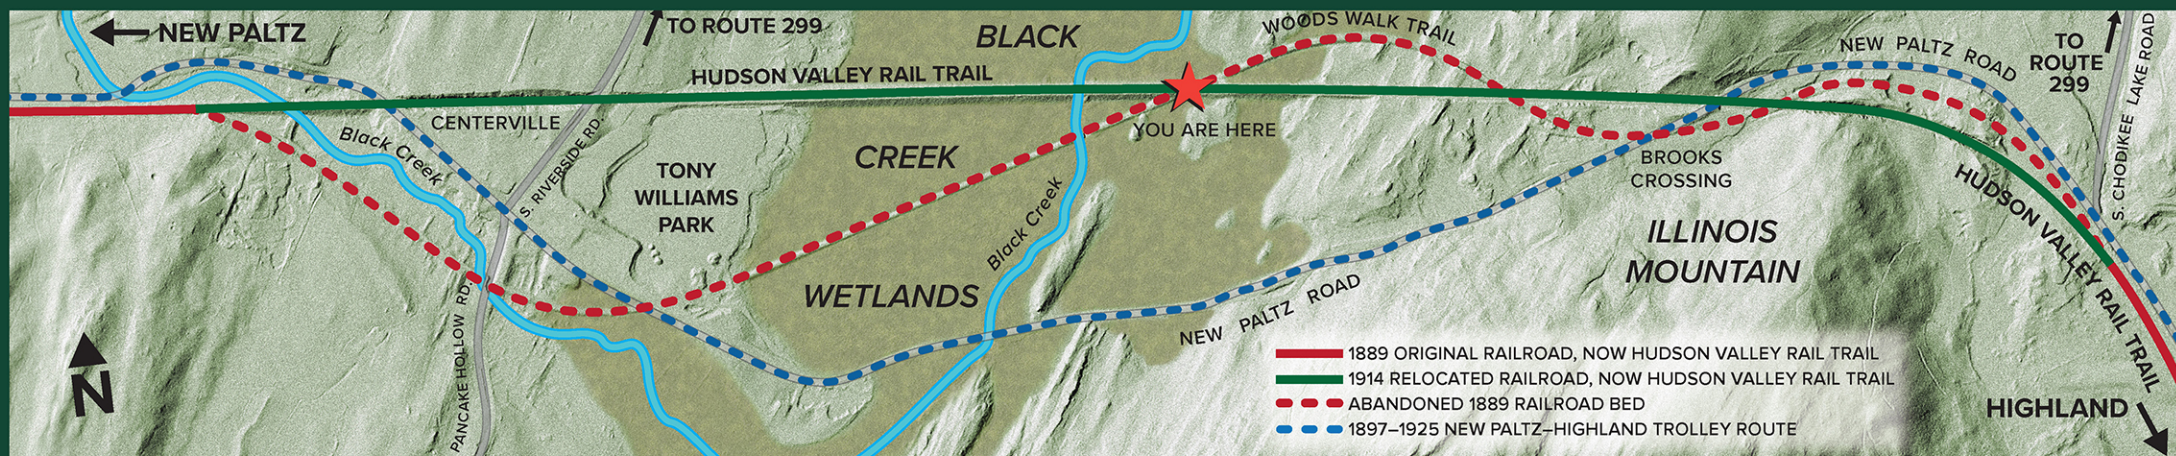 NEW PALTZ
TO ROUTE 299
BLACK
WOODS WALK TRAIL
HUDSON VALLEY RAIL TRAIL
NEW PALTZ ROAD
TO
ROUTE
299
S. CHODIKEE LAKE ROAD
CENTERVILLE
Black Creek
S. RIVERSIDE RD.
TONY
WILLIAMS
PARK
CREEK
YOU ARE HERE
BROOKS
CROSSING
HUDSON VALLEY RAIL TRAIL
Black Creek
ILLINOIS
MOUNTAIN
WETLANDS
NEW PALTZ ROAD
PANCAKE HOLLOW RD.
N
1889 ORIGINAL RAILROAD, NOW HUDSON VALLEY RAIL TRAIL
1914 RELOCATED RAILROAD, NOW HUDSON VALLEY RAIL TRAIL
ABANDONED 1889 RAILROAD BED
1897–1925 NEW PALTZ–HIGHLAND TROLLEY ROUTE
HIGHLAND